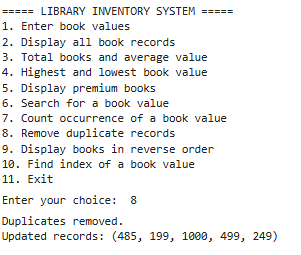 ===== LIBRARY INVENTORY SYSTEM =====
1. Enter book values
2. Display all book records
3. Total books and average value
4. Highest and lowest book value
5. Display premium books
6. Search for a book value
7. Count occurrence of a book value
8. Remove duplicate records
9. Display books in reverse order
10. Find index of a book value
11. Exit
Enter your choice:  8
Duplicates removed.
Updated records: (485, 199, 1000, 499, 249)